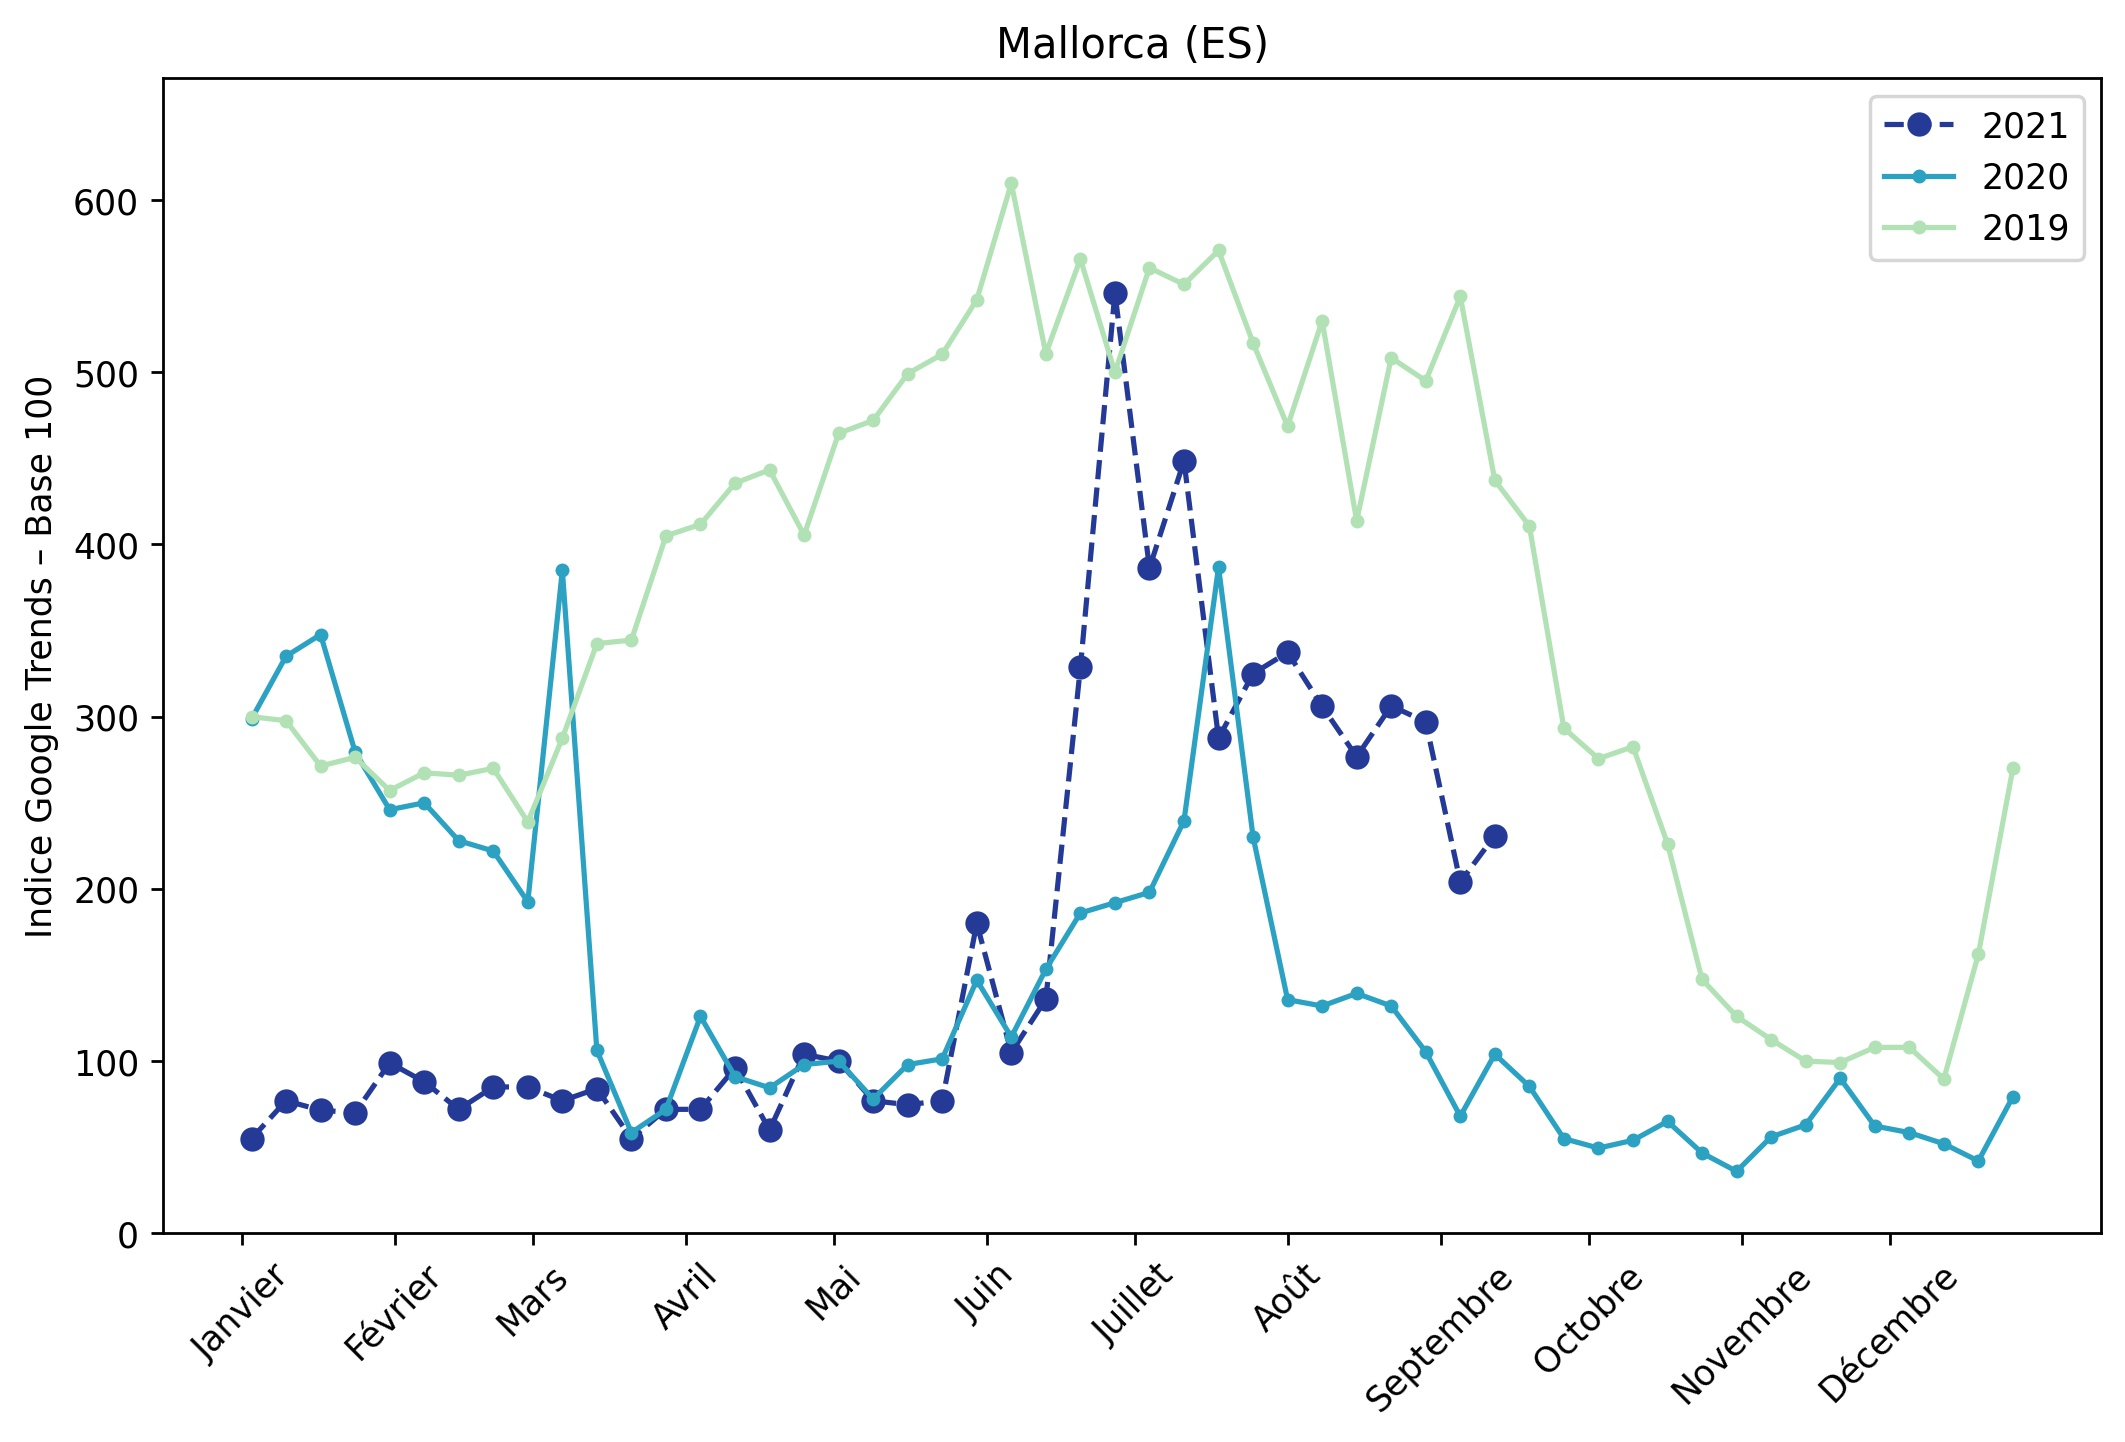 Mallorca (ES)
2021
2020
2019
Indice Google Trends – Base 100
600
500
400
300
200
100
0
Janvier
Février
Mars
Avril
Mai
Juin
Juillet
Août
Septembre
Octobre
Novembre
Décembre